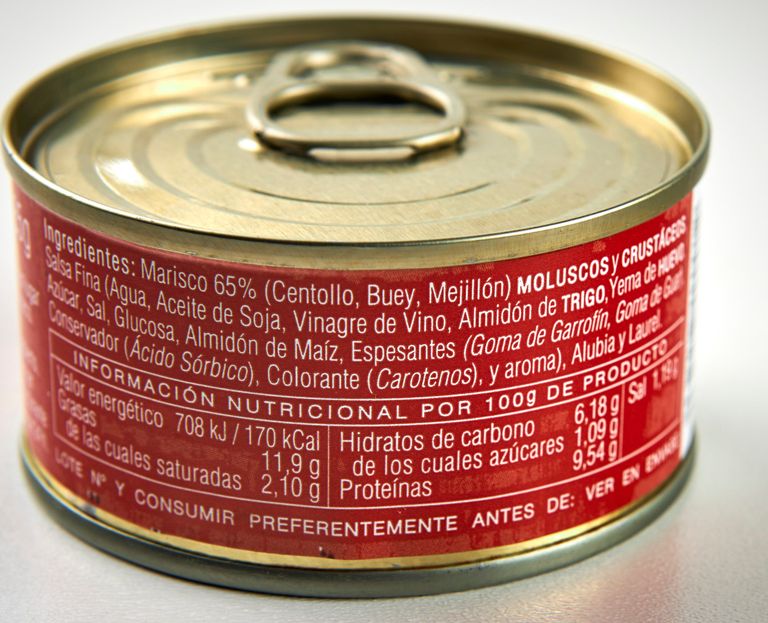 Ingredientes: Marisco 65% (Centollo, Buey, Mejillón) MOLUSCOS y CRUSTÁCEOS
Salsa Fina (Agua, Aceite de Soja, Vinagre de Vino, Almidón de TRIGO, Yema de HUEVO
Azúcar, Sal, Glucosa, Almidón de Maíz, Espesantes (Goma de Garrofín, Goma de Guar)
Conservador (Ácido Sórbico), Colorante (Carotenos), y aroma), Alubia y Laurel.
INFORMACIÓN NUTRICIONAL POR 100g DE PRODUCTO
Valor energético 708 kJ / 170 kCal
Grasas 11,9 g
de las cuales saturadas 2,10 g
Hidratos de carbono 6,18 g
de los cuales azúcares 1,09 g
Proteínas 9,54 g
Sal 1,19 g
LOTE Nº Y CONSUMIR PREFERENTEMENTE ANTES DE: VER EN ENVASE